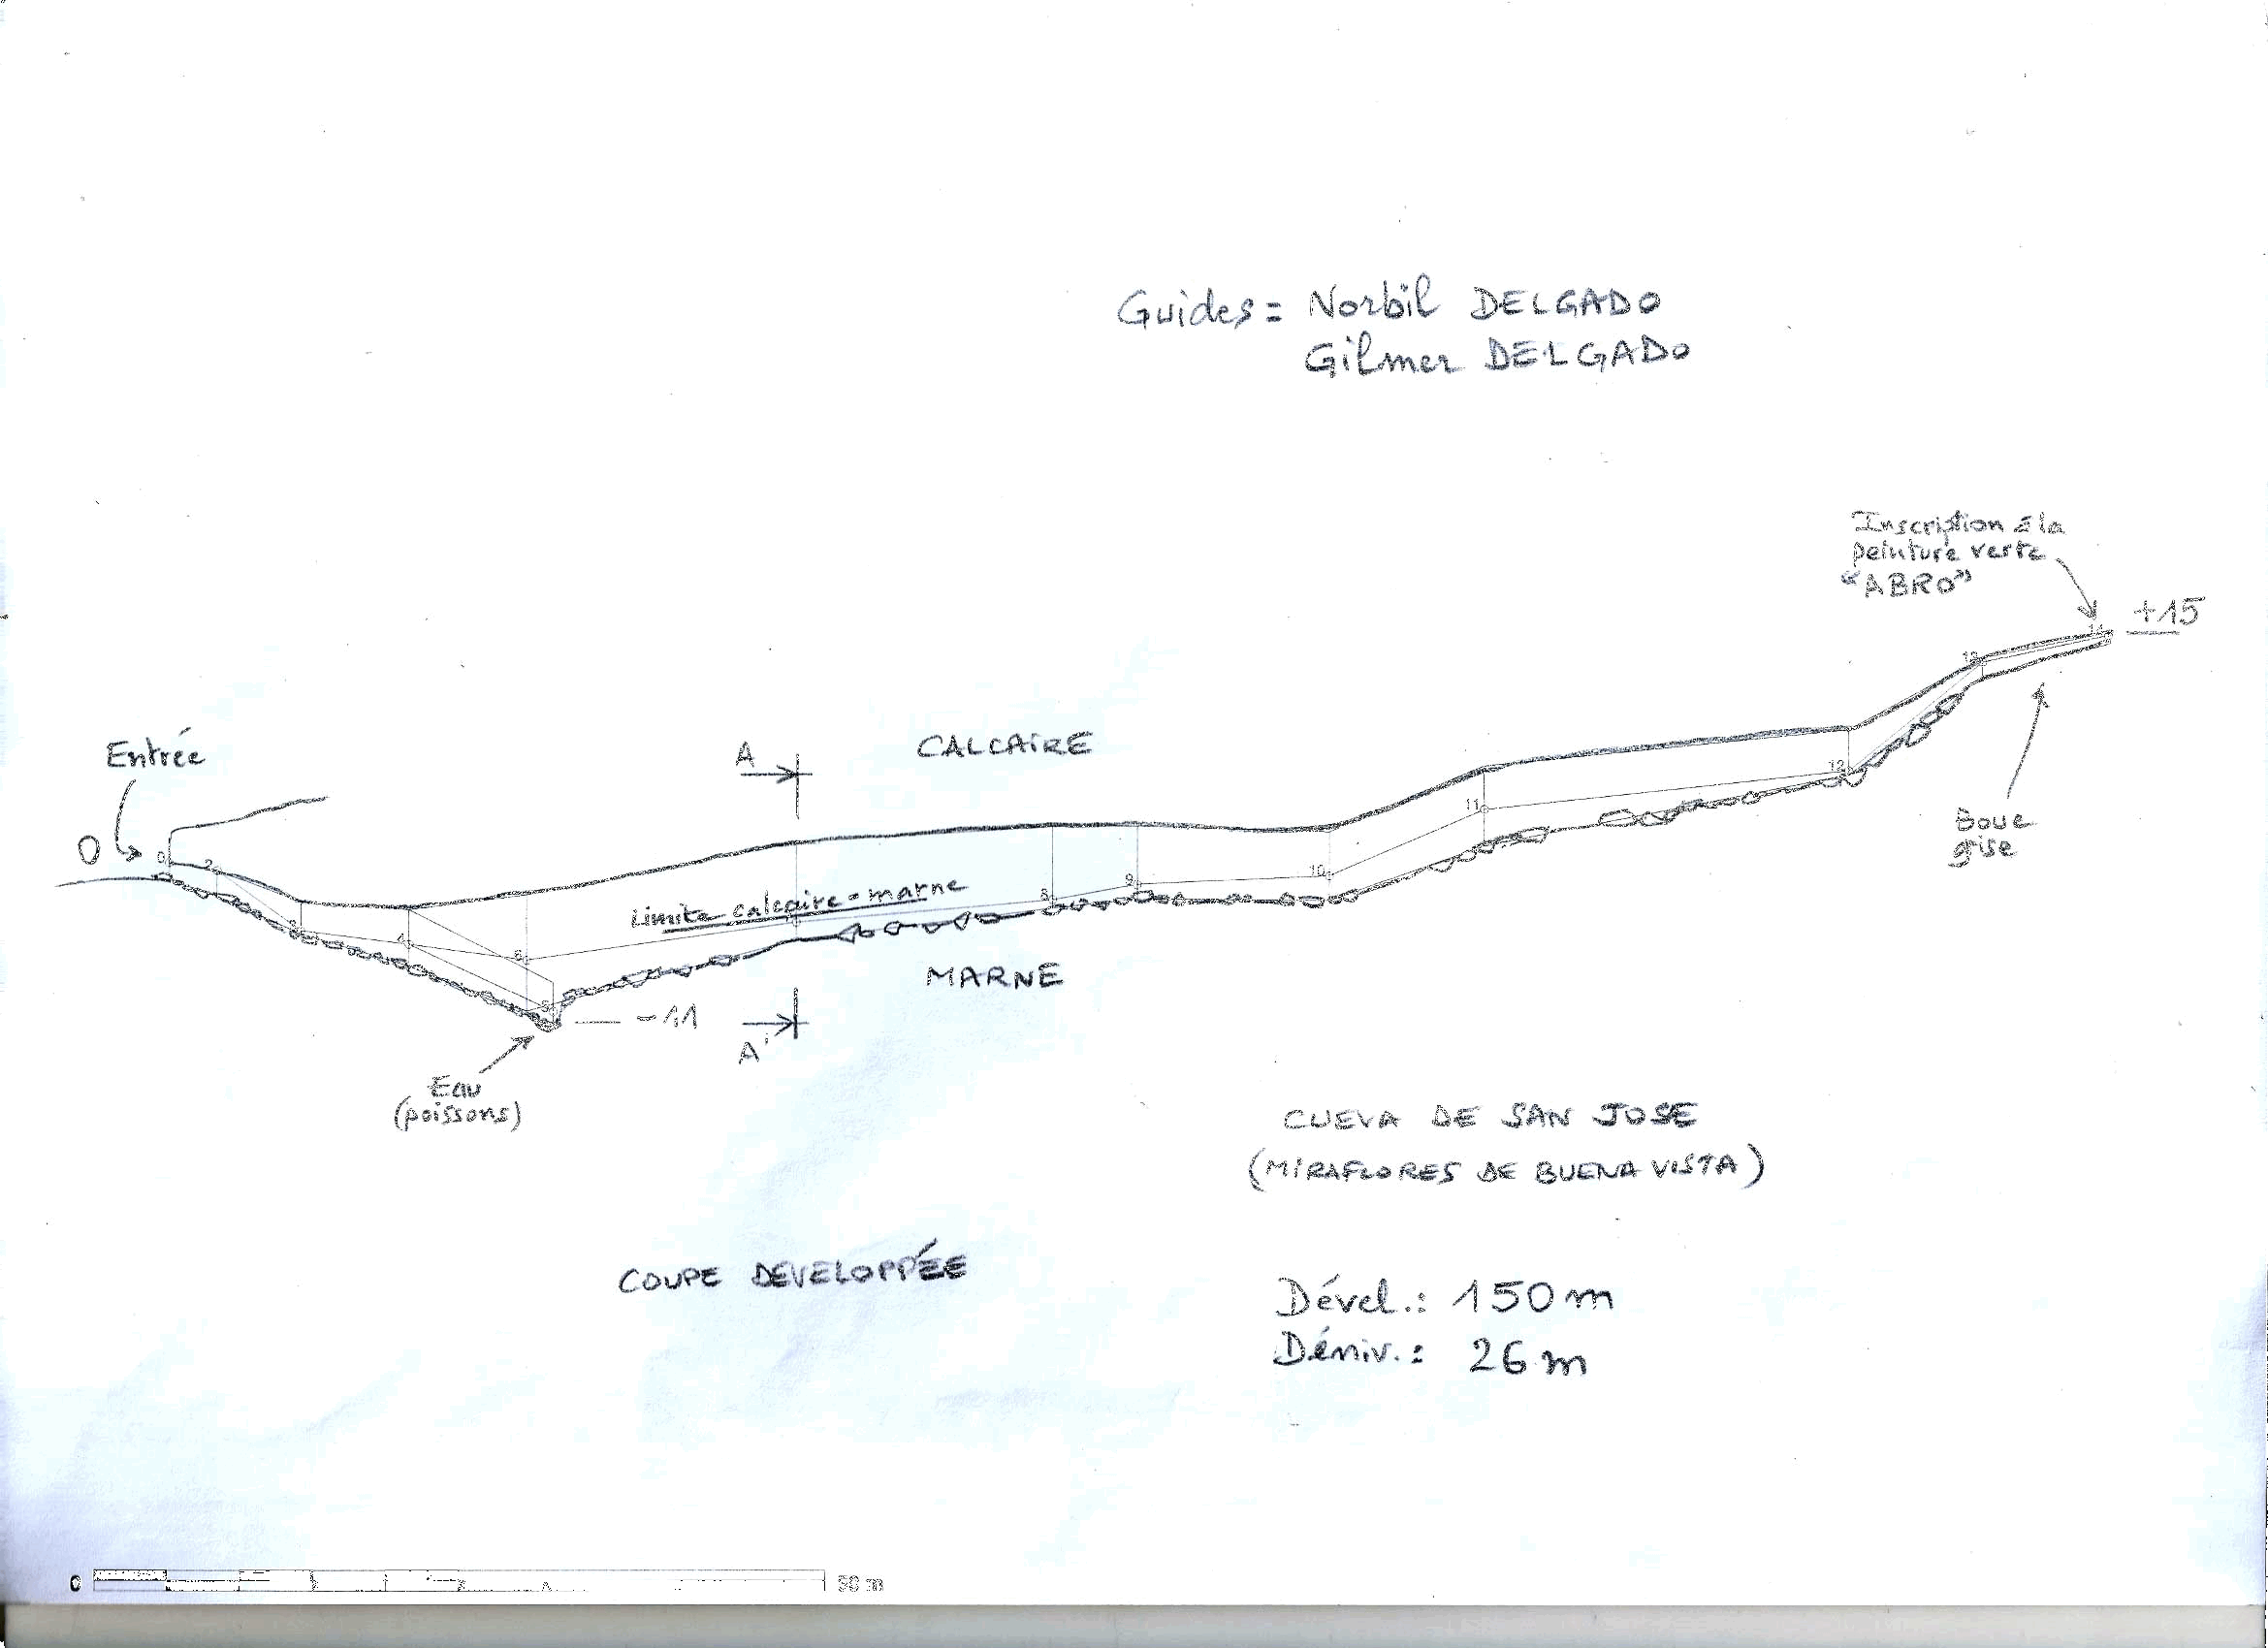 Guides = Norbil DELGADO
Gilmer DELGADO
Inscription à la
peinture verte
"ABRO"
+15
14
13
Entrée
A
CALCAIRE
0
0
2
3
4
5
6
8
9
10
11
12
Limite calcaire-marne
MARNE
Boue
grise
-11
A'
Eau
(poissons)
CUEVA DE SAN JOSE
(MIRAFLORES DE BUENA VISTA)
COUPE DEVELOPPÉE
Dével.: 150 m
Déniv.: 26 m
0
50 m